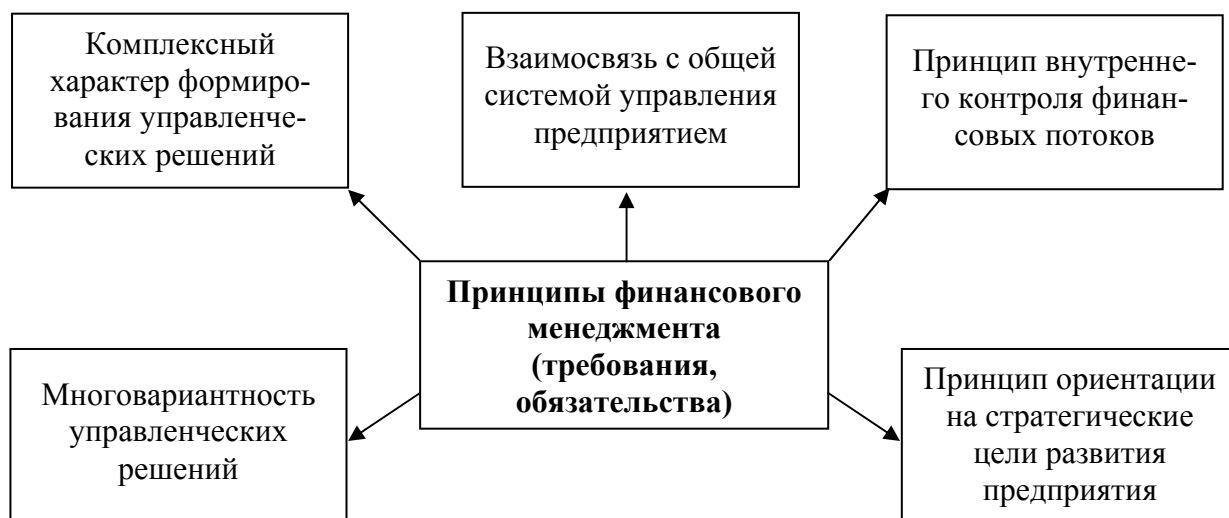 Комплексный
характер формиро-
вания управленче-
ских решений
Взаимосвязь с общей
системой управления
предприятием
Принцип внутренне-
го контроля финан-
совых потоков
Принципы финансового
менеджмента
(требования,
обязательства)
Многовариантность
управленческих
решений
Принцип ориентации
на стратегические
цели развития
предприятия